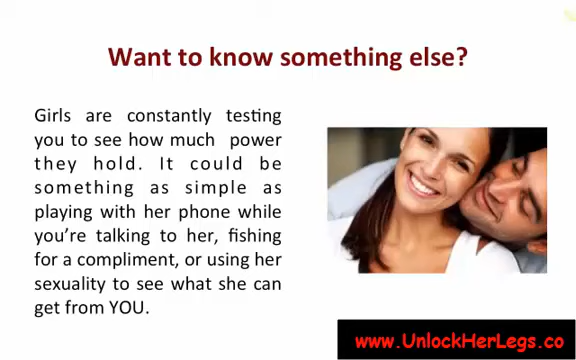 Want to know something else?
Girls are constantly testing
you to see how much power
they hold. It could be
something as simple as
playing with her phone while
you're talking to her, fishing
for a compliment, or using her
sexuality to see what she can
get from YOU.
www.UnlockHerLegs.co